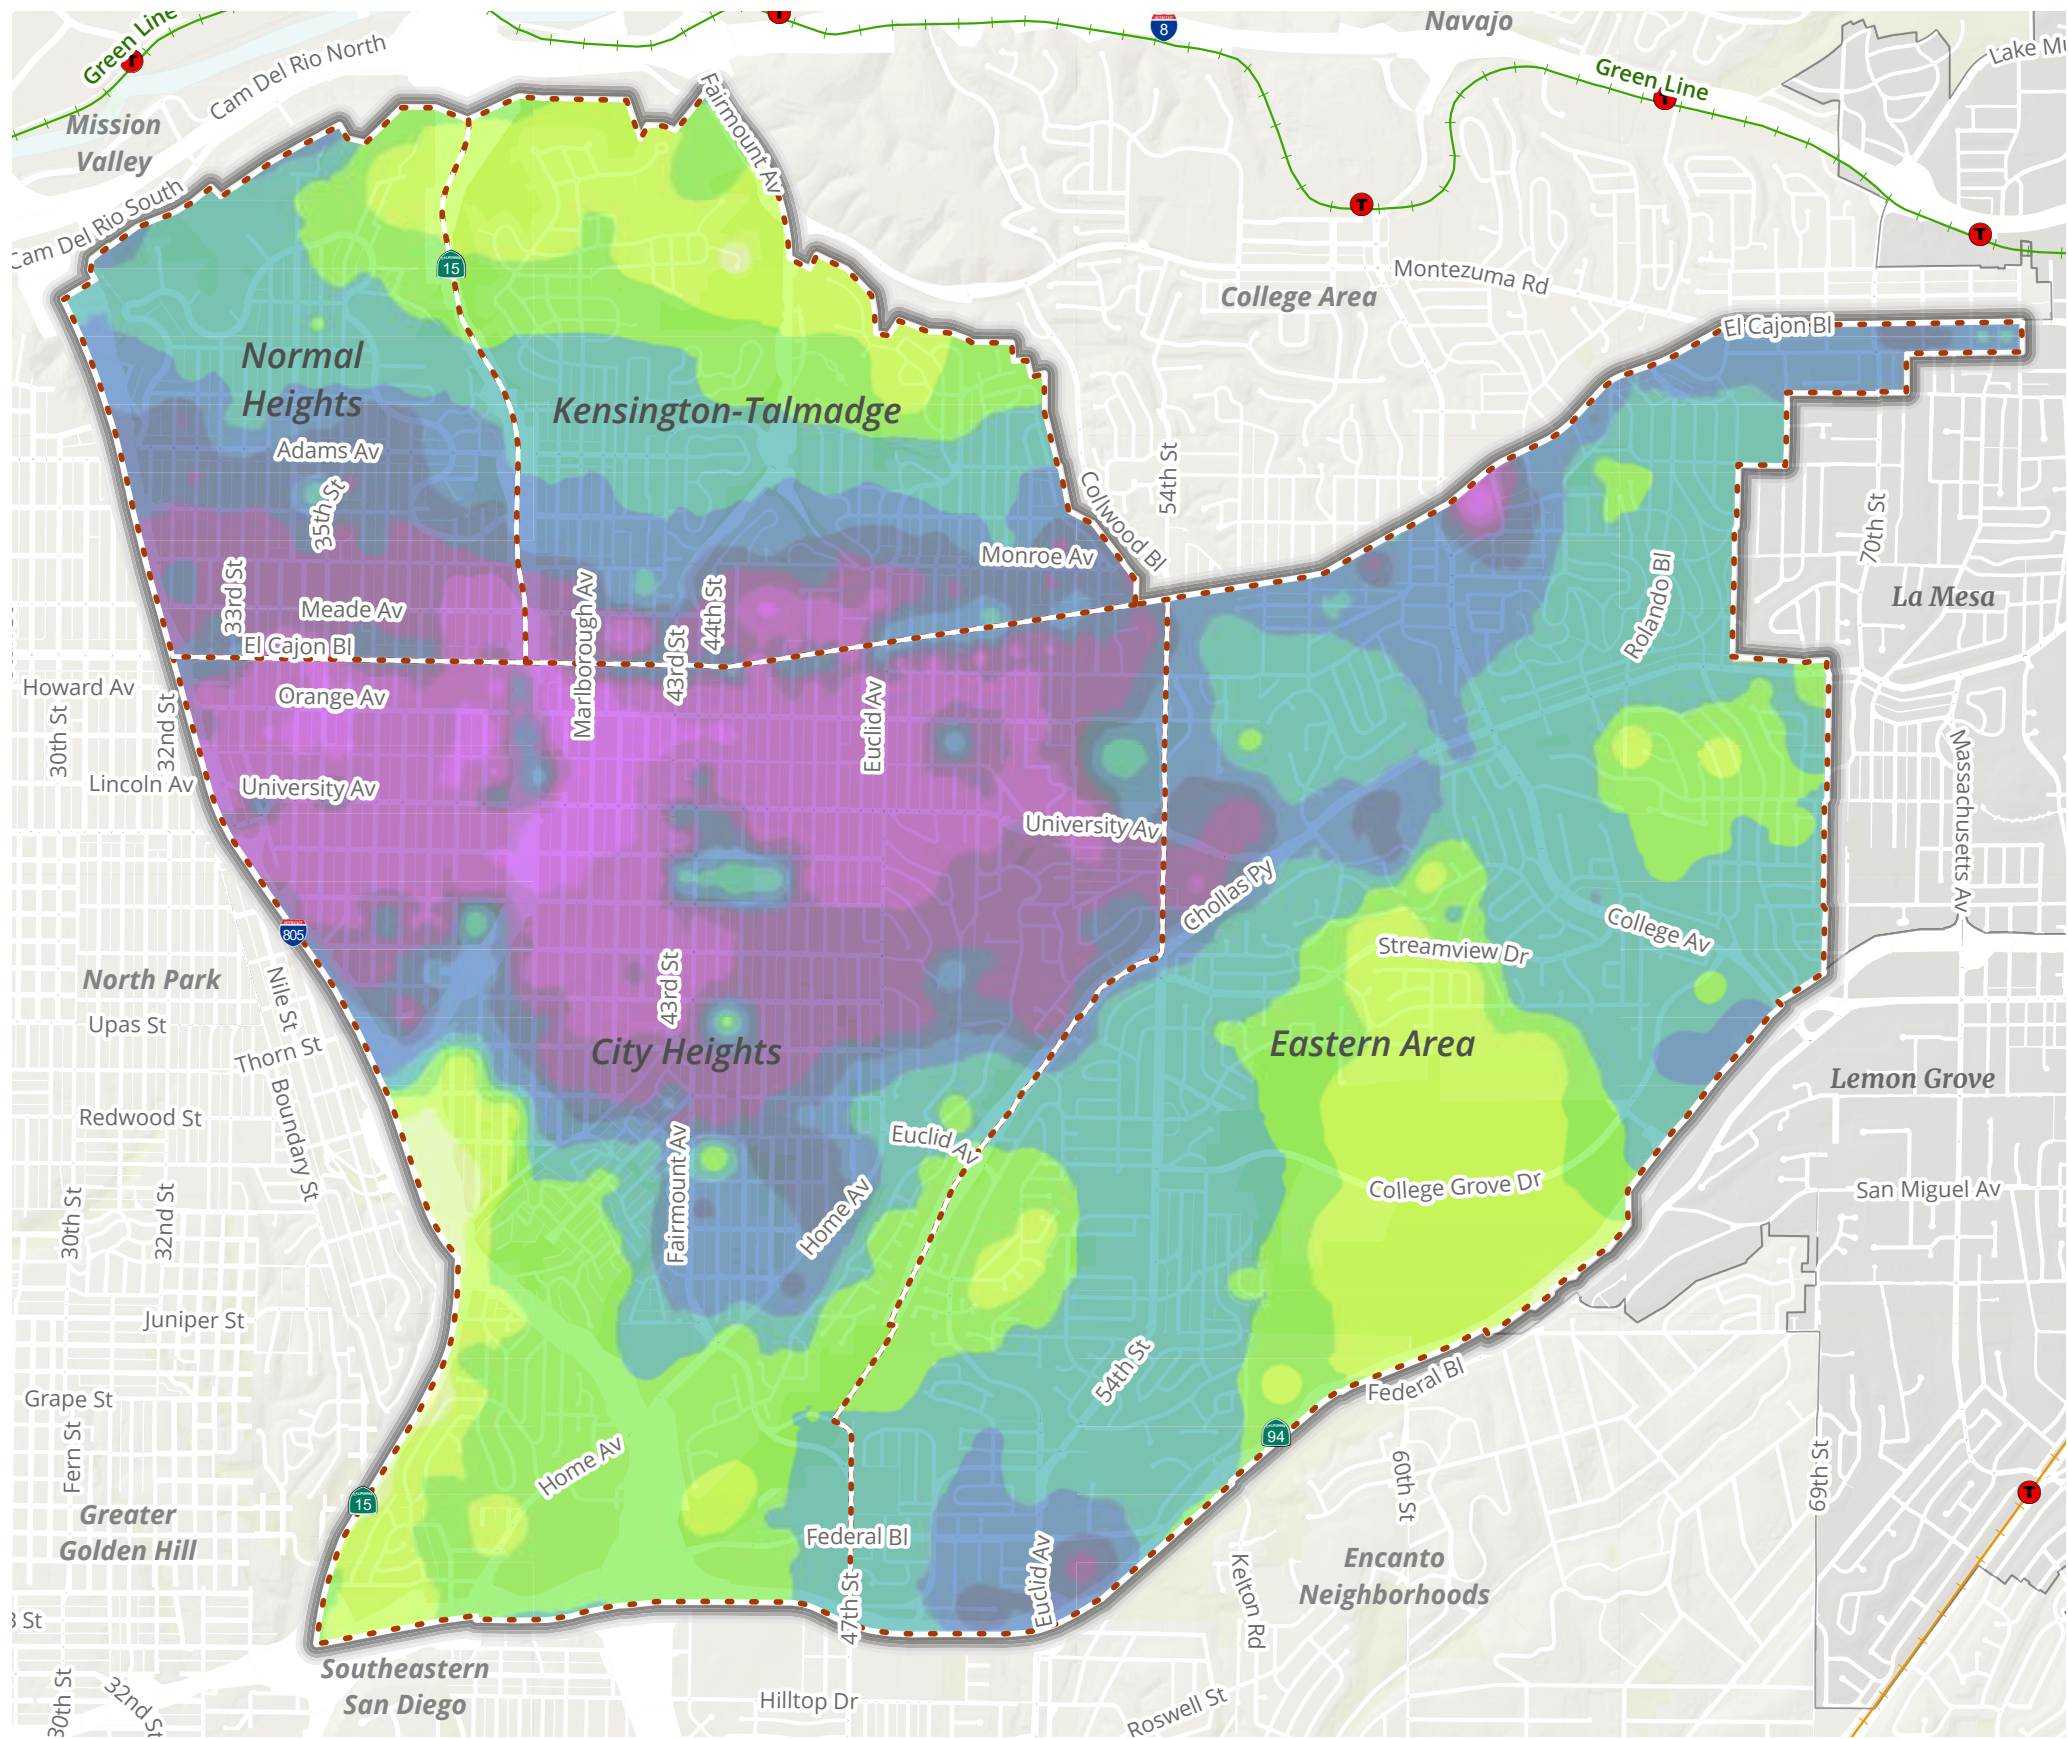 Green Line
Cam Del Rio North
8
Navajo
Green Line
Mission
Valley
Fairmount Av
Cam Del Rio South
15
College Area
Montezuma Rd
El Cajon Bl
Normal
Heights
Kensington-Talmadge
Adams Av
35th St
54th St
Collwood Bl
Monroe Av
70th St
La Mesa
33rd St
Meade Av
Marlborough Av
44th St
43rd St
El Cajon Bl
Rolando Bl
Howard Av
Orange Av
30th St
32nd St
Euclid Av
Lincoln Av
University Av
University Av
Massachusetts Av
Chollas Py
805
North Park
Nile St
43rd St
Streamview Dr
College Av
Upas St
Thorn St
City Heights
Eastern Area
Lemon Grove
Boundary St
Redwood St
Euclid Av
Fairmount Av
Home Av
College Grove Dr
San Miguel Av
30th St
32nd St
Juniper St
54th St
Federal Bl
Grape St
Fern St
94
Home Av
15
60th St
69th St
Greater
Golden Hill
Federal Bl
47th St
Euclid Av
Kelton Rd
Encanto
Neighborhoods
Southeastern
San Diego
30th St
32nd St
Hilltop Dr
Roswell St